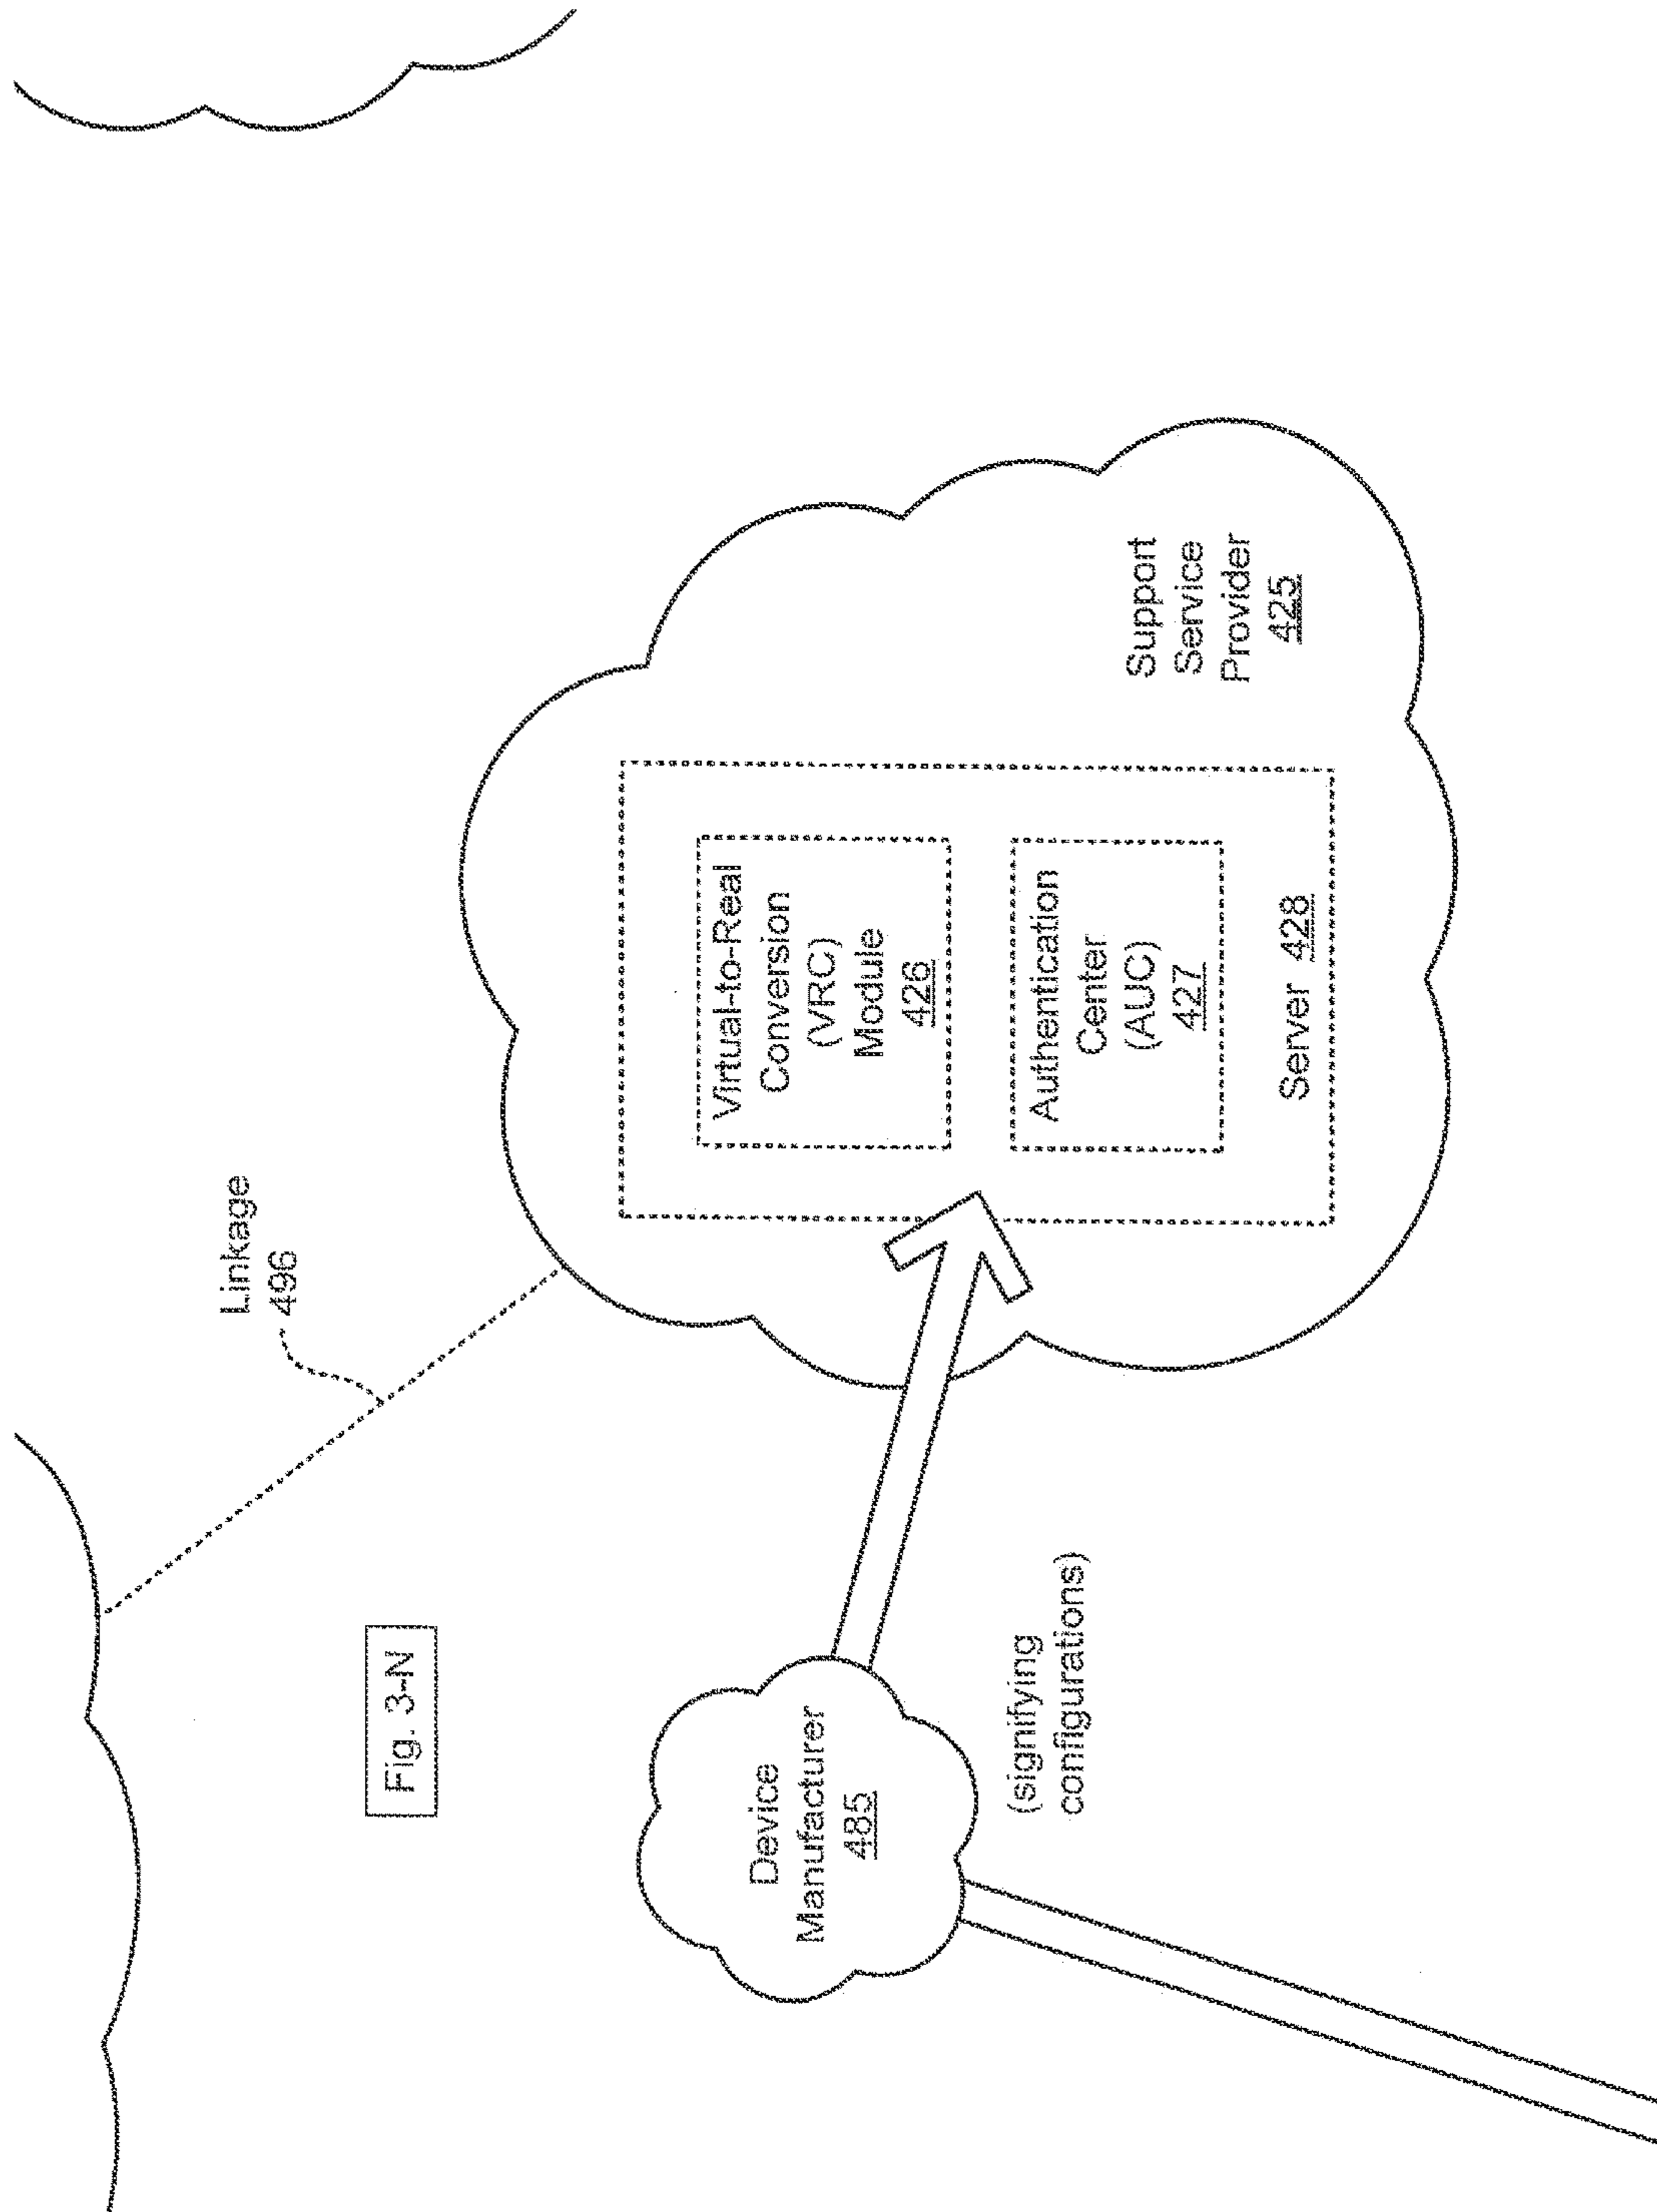 Fig. 3-N
Linkage
496
Device
Manufacturer
485
(signifying
configurations)
Virtual-to-Real
Conversion
(VRC)
Module
426
Authentication
Center
(AUC)
427
Server 428
Support
Service
Provider
425